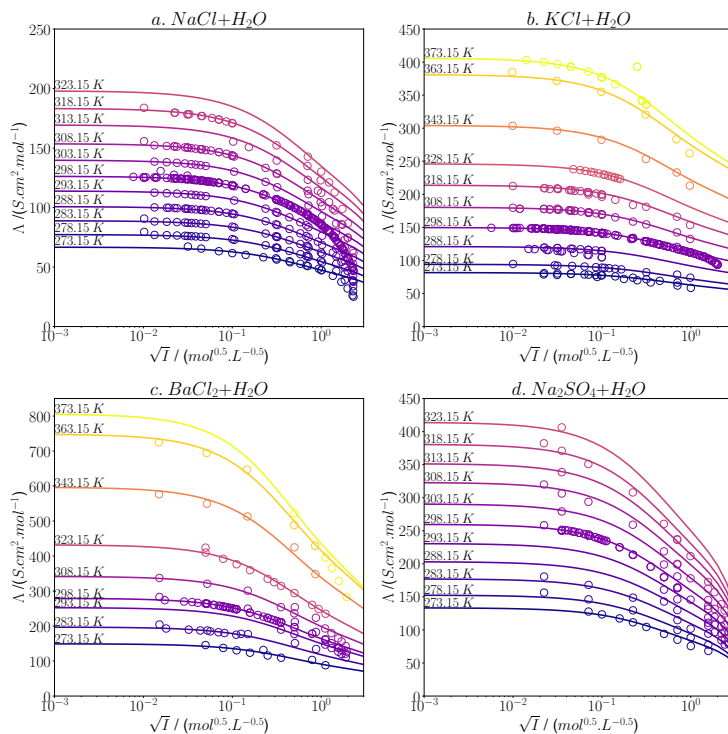 a. NaCl+H₂O
250
200
150
100
50
0
323.15 K
318.15 K
313.15 K
308.15 K
303.15 K
298.15 K
293.15 K
288.15 K
283.15 K
278.15 K
273.15 K
10⁻³ 10⁻² 10⁻¹ 10⁰
√I / (mol⁰·⁵.L⁻⁰·⁵)
Λ /(S.cm².mol⁻¹)
b. KCl+H₂O
450
400
350
300
250
200
150
100
50
0
373.15 K
363.15 K
343.15 K
328.15 K
318.15 K
308.15 K
298.15 K
288.15 K
278.15 K
273.15 K
10⁻³ 10⁻² 10⁻¹ 10⁰
√I / (mol⁰·⁵.L⁻⁰·⁵)
Λ /(S.cm².mol⁻¹)
c. BaCl₂+H₂O
800
700
600
500
400
300
200
100
0
373.15 K
363.15 K
343.15 K
323.15 K
308.15 K
298.15 K
293.15 K
283.15 K
273.15 K
10⁻³ 10⁻² 10⁻¹ 10⁰
√I / (mol⁰·⁵.L⁻⁰·⁵)
Λ /(S.cm².mol⁻¹)
d. Na₂SO₄+H₂O
450
400
350
300
250
200
150
100
50
0
323.15 K
318.15 K
313.15 K
308.15 K
303.15 K
298.15 K
293.15 K
288.15 K
283.15 K
278.15 K
273.15 K
10⁻³ 10⁻² 10⁻¹ 10⁰
√I / (mol⁰·⁵.L⁻⁰·⁵)
Λ /(S.cm².mol⁻¹)